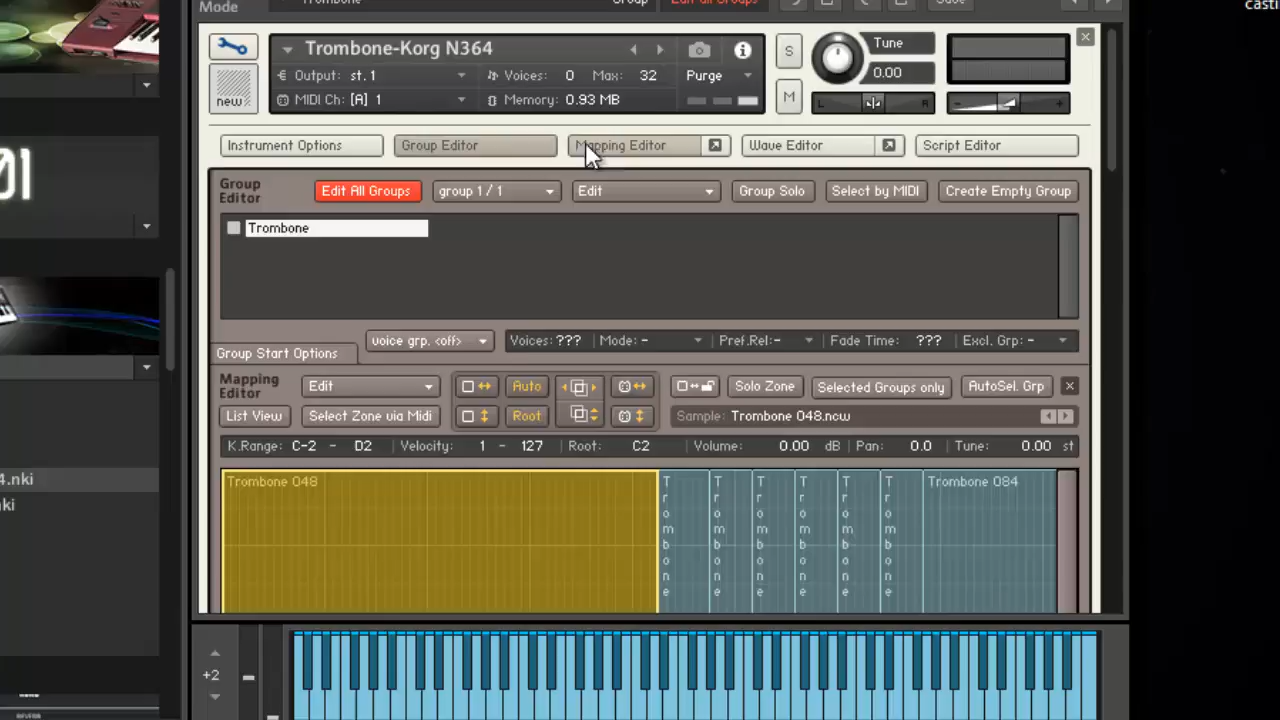 casti
Mode
Trombone
Group
Edit all Groups
Save
Trombone-Korg N364
Output: st.1
Voices: 0 Max: 32
Purge
MIDI Ch: [A] 1
Memory: 0.93 MB
new
S
M
Tune
0.00
L R
- +
Instrument Options
Group Editor
Mapping Editor
Wave Editor
Script Editor
Group Editor
Edit All Groups
group 1 / 1
Edit
Group Solo
Select by MIDI
Create Empty Group
Trombone
voice grp. <off>
Voices: ???
Mode: -
Pref.Rel:-
Fade Time: ???
Excl. Grp: -
Group Start Options
Mapping Editor
Edit
Auto
Solo Zone
Selected Groups only
AutoSel. Grp
List View
Select Zone via Midi
Root
Sample: Trombone 048.ncw
K.Range: C-2 - D2 Velocity: 1 - 127 Root: C2 Volume: 0.00 dB Pan: 0.0 Tune: 0.00 st
Trombone 048
Trombone
Trombone
Trombone
Trombone
Trombone
Trombone
Trombone 084
01
4.nki
ki
+2